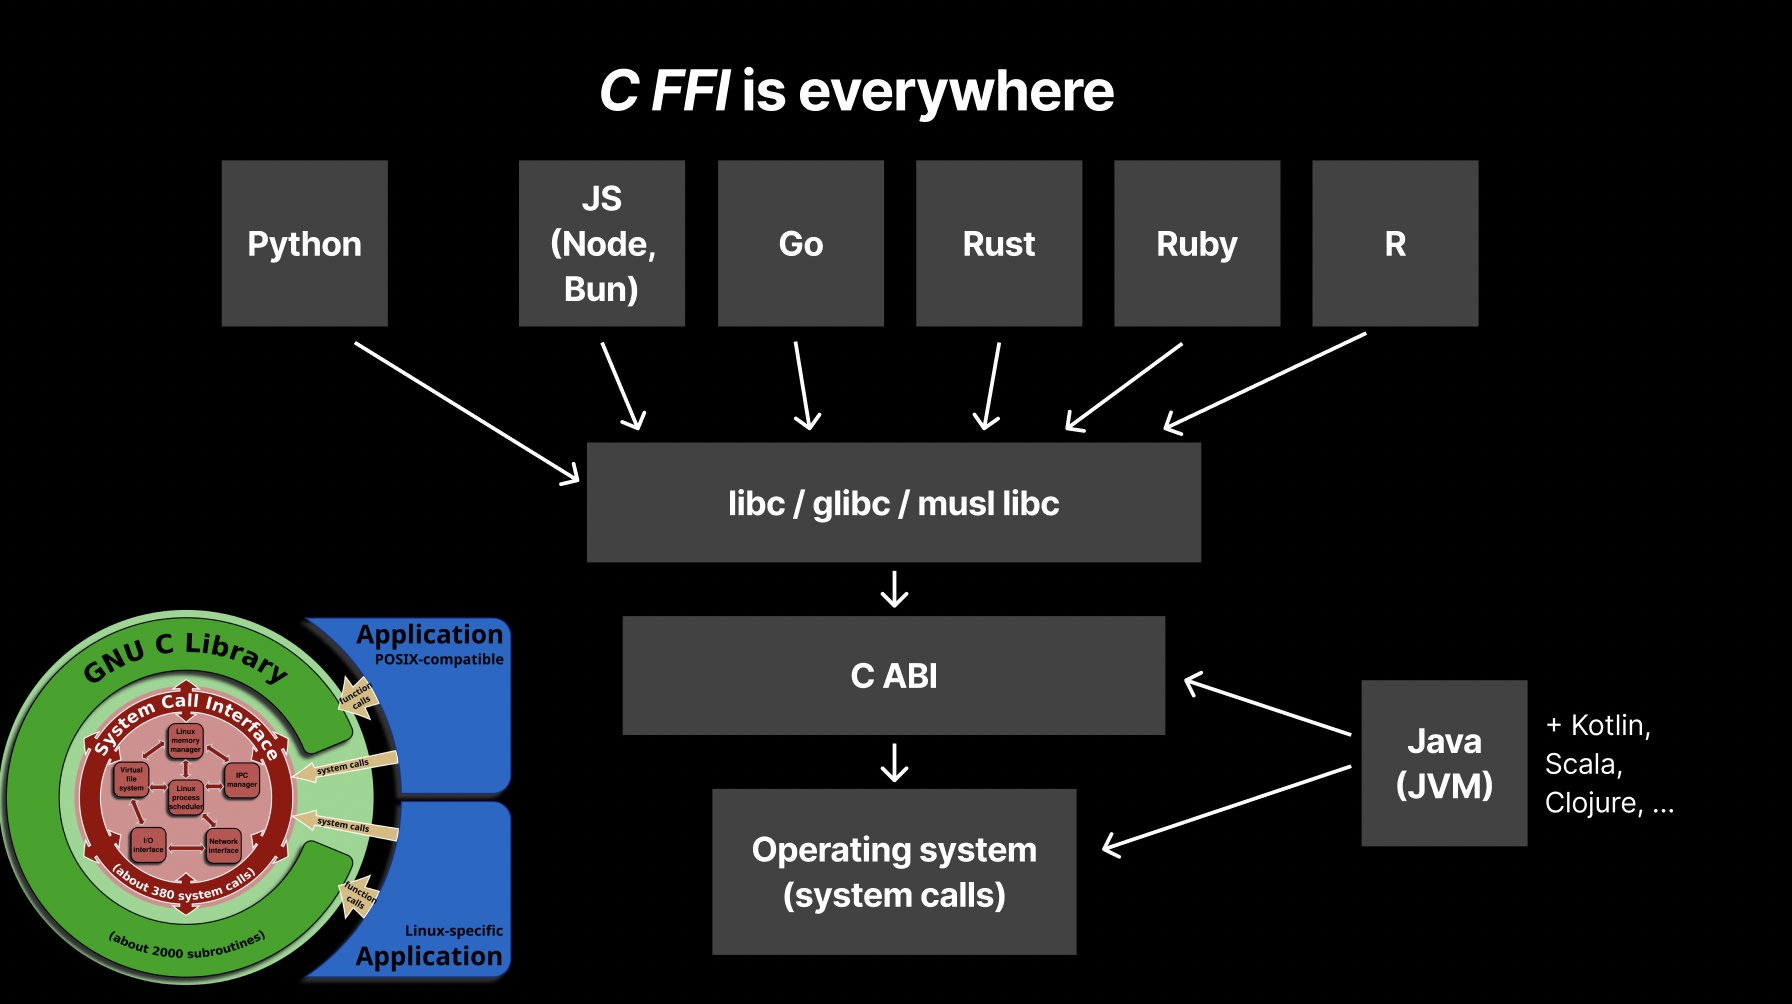 C FFI is everywhere
Python
JS
(Node,
Bun)
Go
Rust
Ruby
R
libc / glibc / musl libc
C ABI
Operating system
(system calls)
Java
(JVM)
+ Kotlin,
Scala,
Clojure, ...
GNU C Library
System Call Interface
Linux
memory
manager
Virtual
file
system
IPC
manager
Linux
process
scheduler
I/O
interface
Network
interface
(about 380 system calls)
(about 2000 subroutines)
Application
POSIX-compatible
function
calls
system calls
system calls
function
calls
Linux-specific
Application